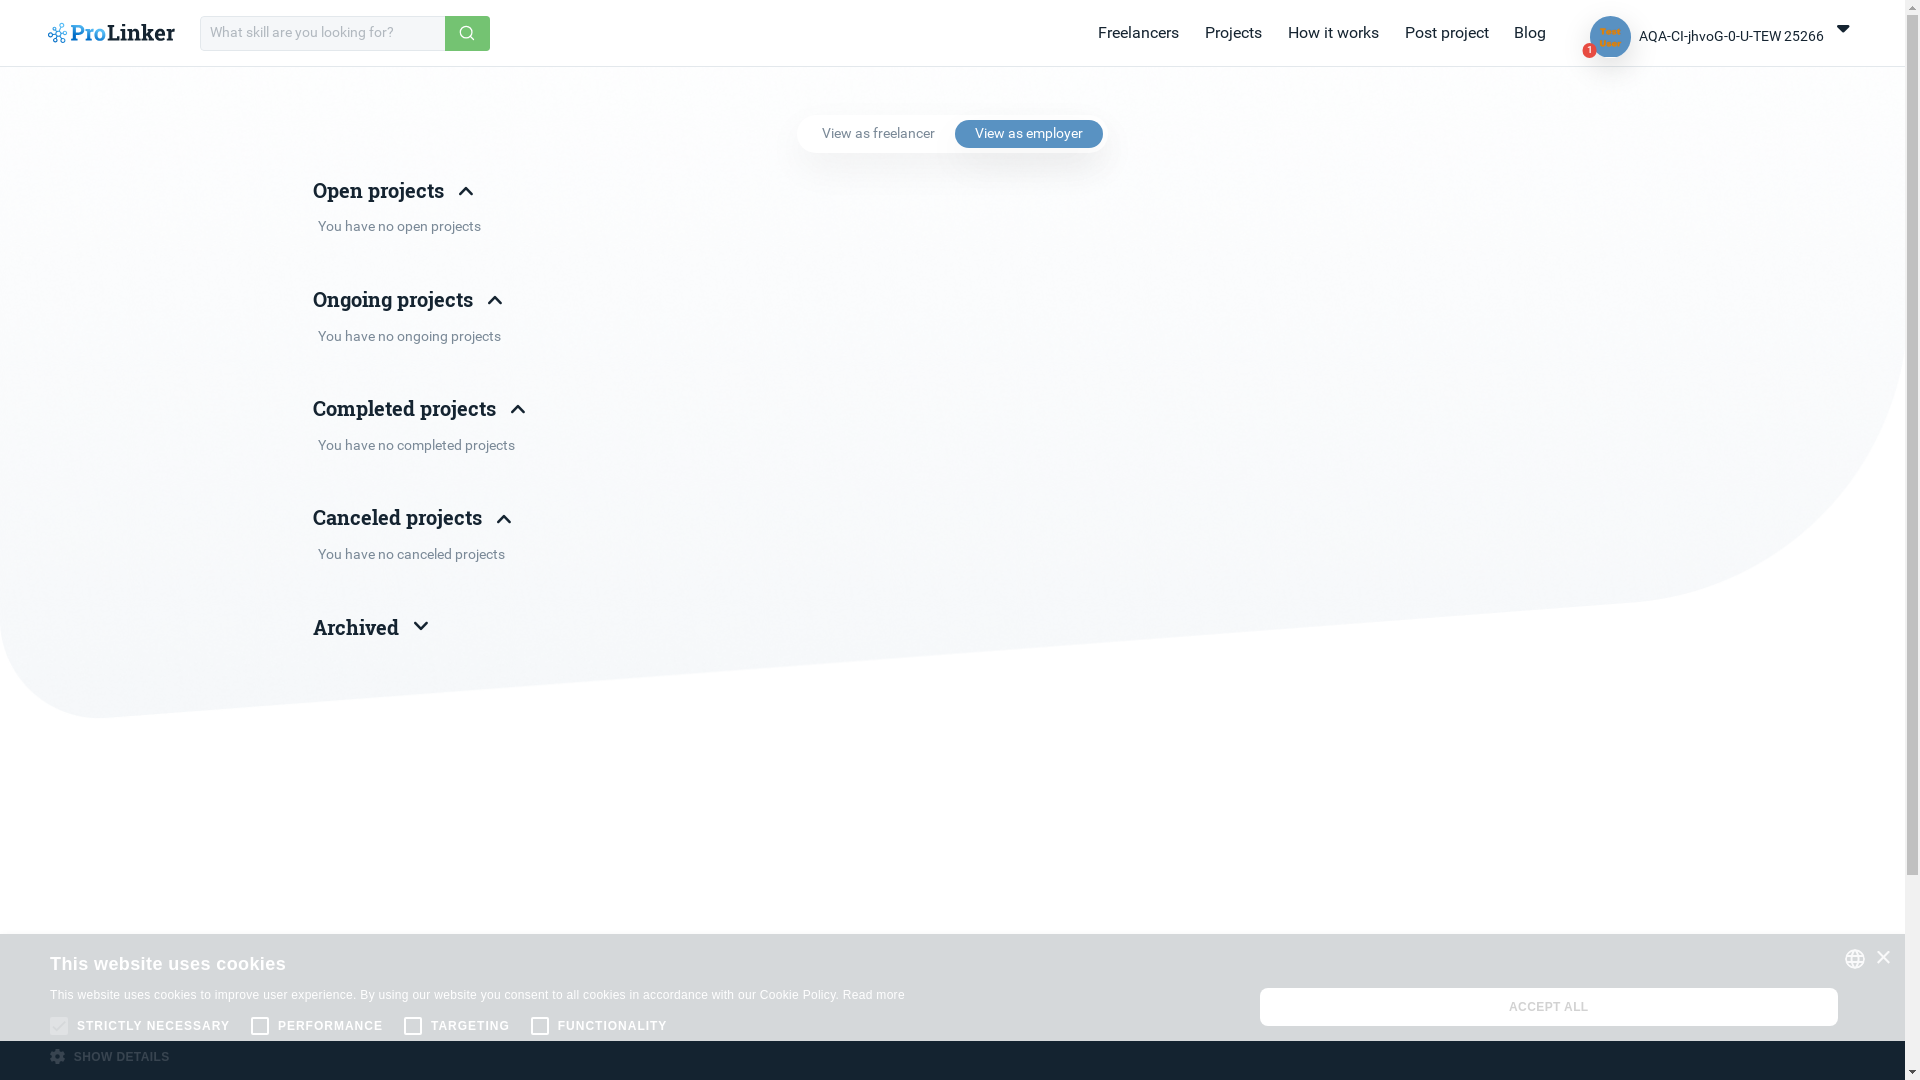 ProLinker
What skill are you looking for?
Freelancers
Projects
How it works
Post project
Blog
Test
User
1
AQA-CI-jhvoG-0-U-TEW 25266
View as freelancer
View as employer
Open projects
You have no open projects
Ongoing projects
You have no ongoing projects
Completed projects
You have no completed projects
Canceled projects
You have no canceled projects
Archived
This website uses cookies
This website uses cookies to improve user experience. By using our website you consent to all cookies in accordance with our Cookie Policy. Read more
STRICTLY NECESSARY
PERFORMANCE
TARGETING
FUNCTIONALITY
SHOW DETAILS
ACCEPT ALL
×